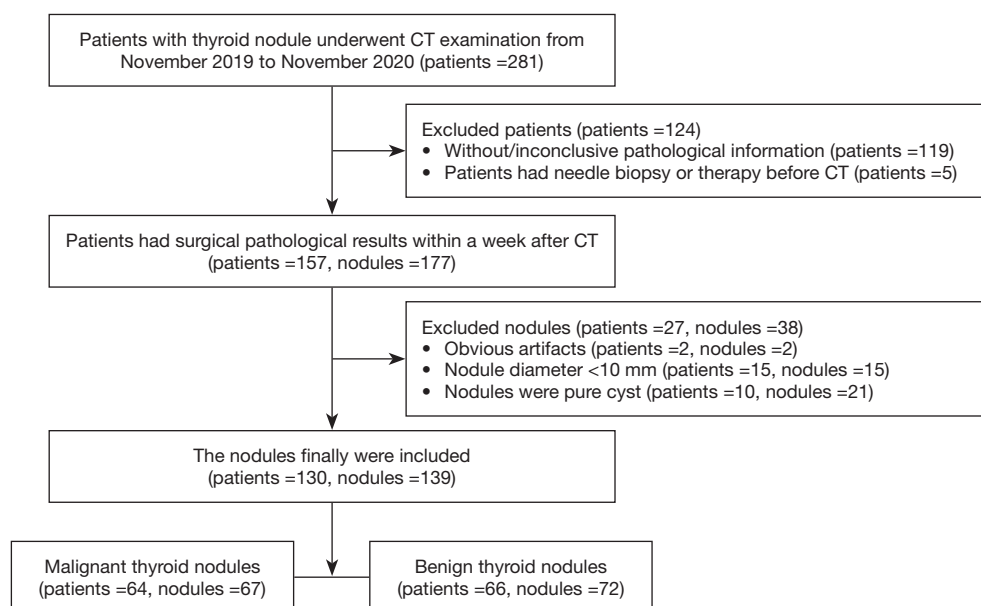 Patients with thyroid nodule underwent CT examination from
November 2019 to November 2020 (patients =281)
Excluded patients (patients =124)
• Without/inconclusive pathological information (patients =119)
• Patients had needle biopsy or therapy before CT (patients =5)
Patients had surgical pathological results within a week after CT
(patients =157, nodules =177)
Excluded nodules (patients =27, nodules =38)
• Obvious artifacts (patients =2, nodules =2)
• Nodule diameter <10 mm (patients =15, nodules =15)
• Nodules were pure cyst (patients =10, nodules =21)
The nodules finally were included
(patients =130, nodules =139)
Malignant thyroid nodules
(patients =64, nodules =67)
Benign thyroid nodules
(patients =66, nodules =72)